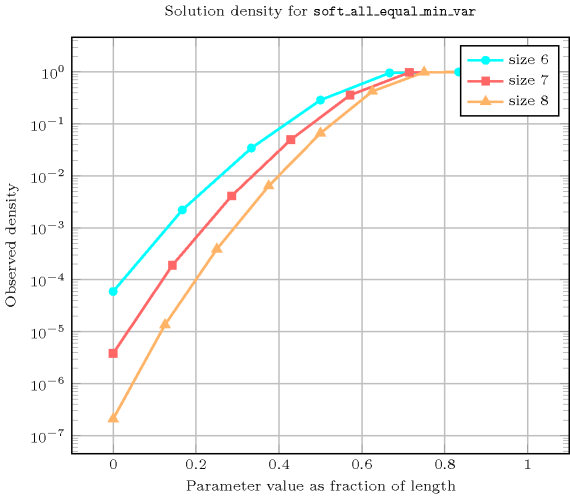 Solution density for soft_all_equal_min_var
size 6
size 7
size 8
10^0
10^-1
10^-2
10^-3
10^-4
10^-5
10^-6
10^-7
Observed density
0 0.2 0.4 0.6 0.8 1
Parameter value as fraction of length